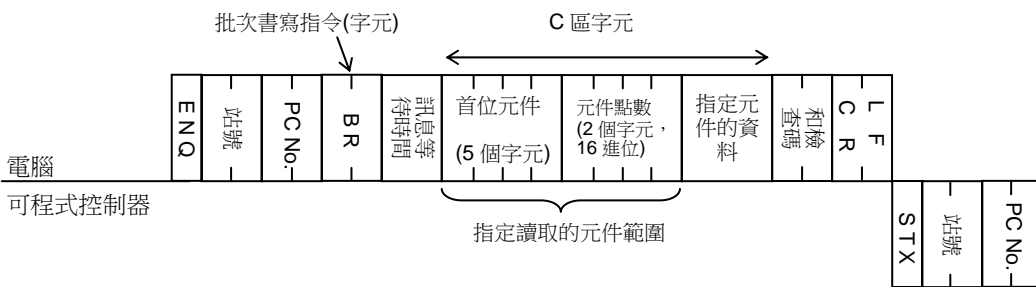 批次書寫指令(字元)
C 區字元
ENQ
站號
PC No.
BR
訊息等
待時間
首位元件
(5 個字元)
元件點數
(2 個字元，
16 進位)
指定元
件的資
料
和檢
查碼
LF
CR
電腦
可程式控制器
指定讀取的元件範圍
STX
站號
PC No.